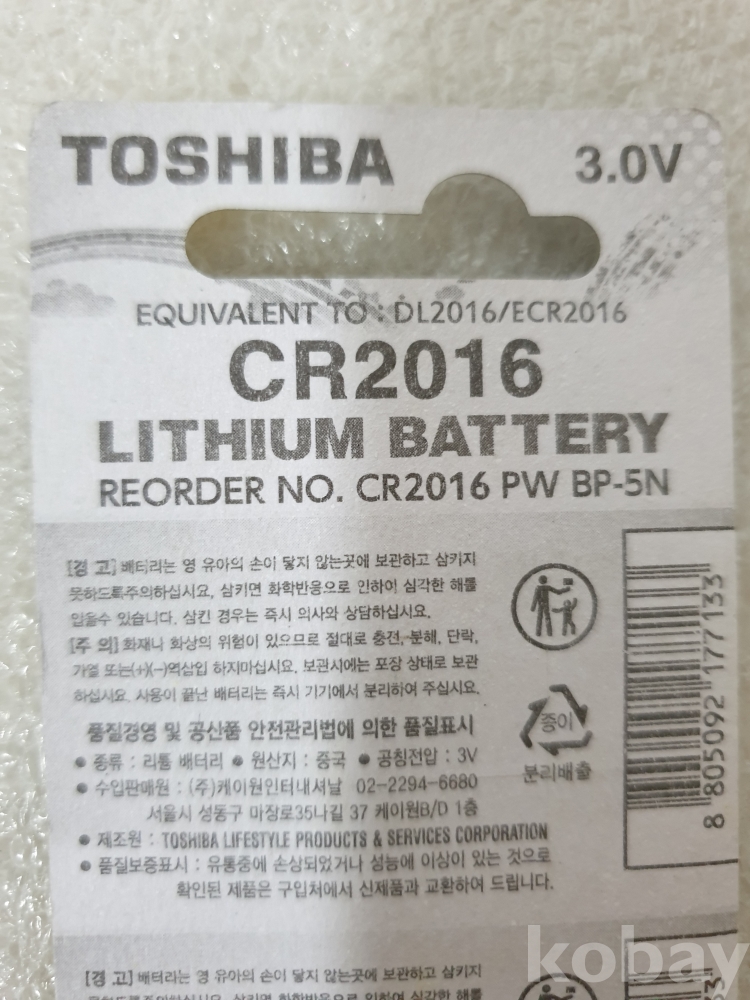 TOSHIBA 3.0V
EQUIVALENT TO : DL2016/ECR2016
CR2016
LITHIUM BATTERY
REORDER NO. CR2016 PW BP-5N
[경 고] 배터리는 영 유아의 손이 닿지 않는곳에 보관하고 삼키지
못하도록주의하십시요, 삼키면 화학반응으로 인하여 심각한 해를
입을수 있습니다. 삼킨 경우는 즉시 의사와 상담하십시요.
[주 의] 화재나 화상의 위험이 있으므로 절대로 충전, 분해, 단락,
가열 또는(+)(-)역삽입 하지마십시요. 보관시에는 포장 상태로 보관
하십시요. 사용이 끝난 배터리는 즉시 기기에서 분리하여 주십시요.
품질경영 및 공산품 안전관리법에 의한 품질표시
● 종류 : 리튬 배터리 ● 원산지 : 중국 ● 공칭전압 : 3V
● 수입판매원 : (주)케이원인터내셔날 02-2294-6680
서울시 성동구 마장로35나길 37 케이원B/D 1층
● 제조원 : TOSHIBA LIFESTYLE PRODUCTS & SERVICES CORPORATION
● 품질보증표시 : 유통중에 손상되었거나 성능에 이상이 있는 것으로
확인된 제품은 구입처에서 신제품과 교환하여 드립니다.
종이
분리배출
8 805092 177133
[경 고] 배터리는 영 유아의 손이 닿지 않는곳에 보관하고 삼키지
kobay